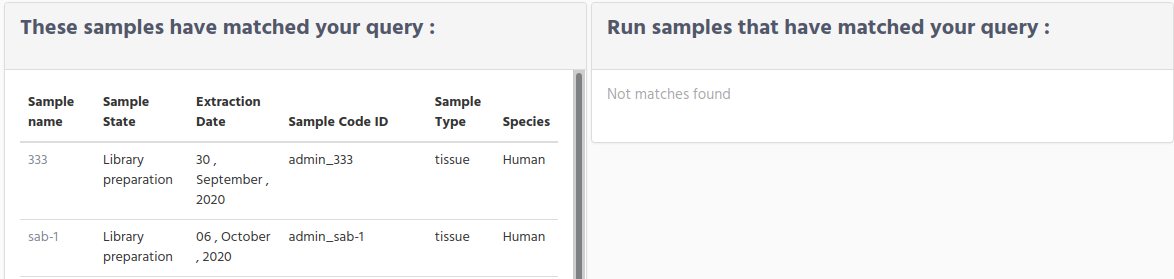 These samples have matched your query :
Run samples that have matched your query :
Not matches found
Sample name Sample State Extraction Date Sample Code ID Sample Type Species
333 Library preparation 30 , September , 2020 admin_333 tissue Human
sab-1 Library preparation 06 , October , 2020 admin_sab-1 tissue Human